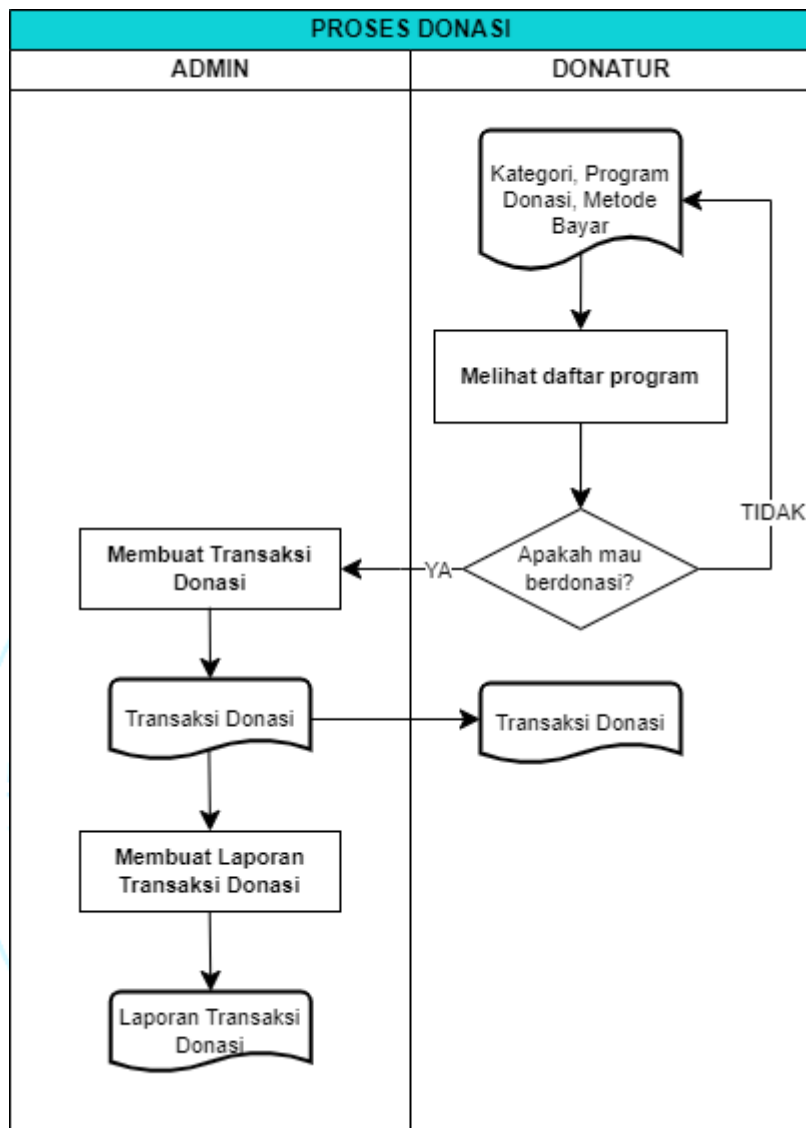 PROSES DONASI
ADMIN
DONATUR
Kategori, Program
Donasi, Metode
Bayar
Melihat daftar program
TIDAK
Apakah mau
berdonasi?
YA
Membuat Transaksi
Donasi
Transaksi Donasi
Transaksi Donasi
Membuat Laporan
Transaksi Donasi
Laporan Transaksi
Donasi